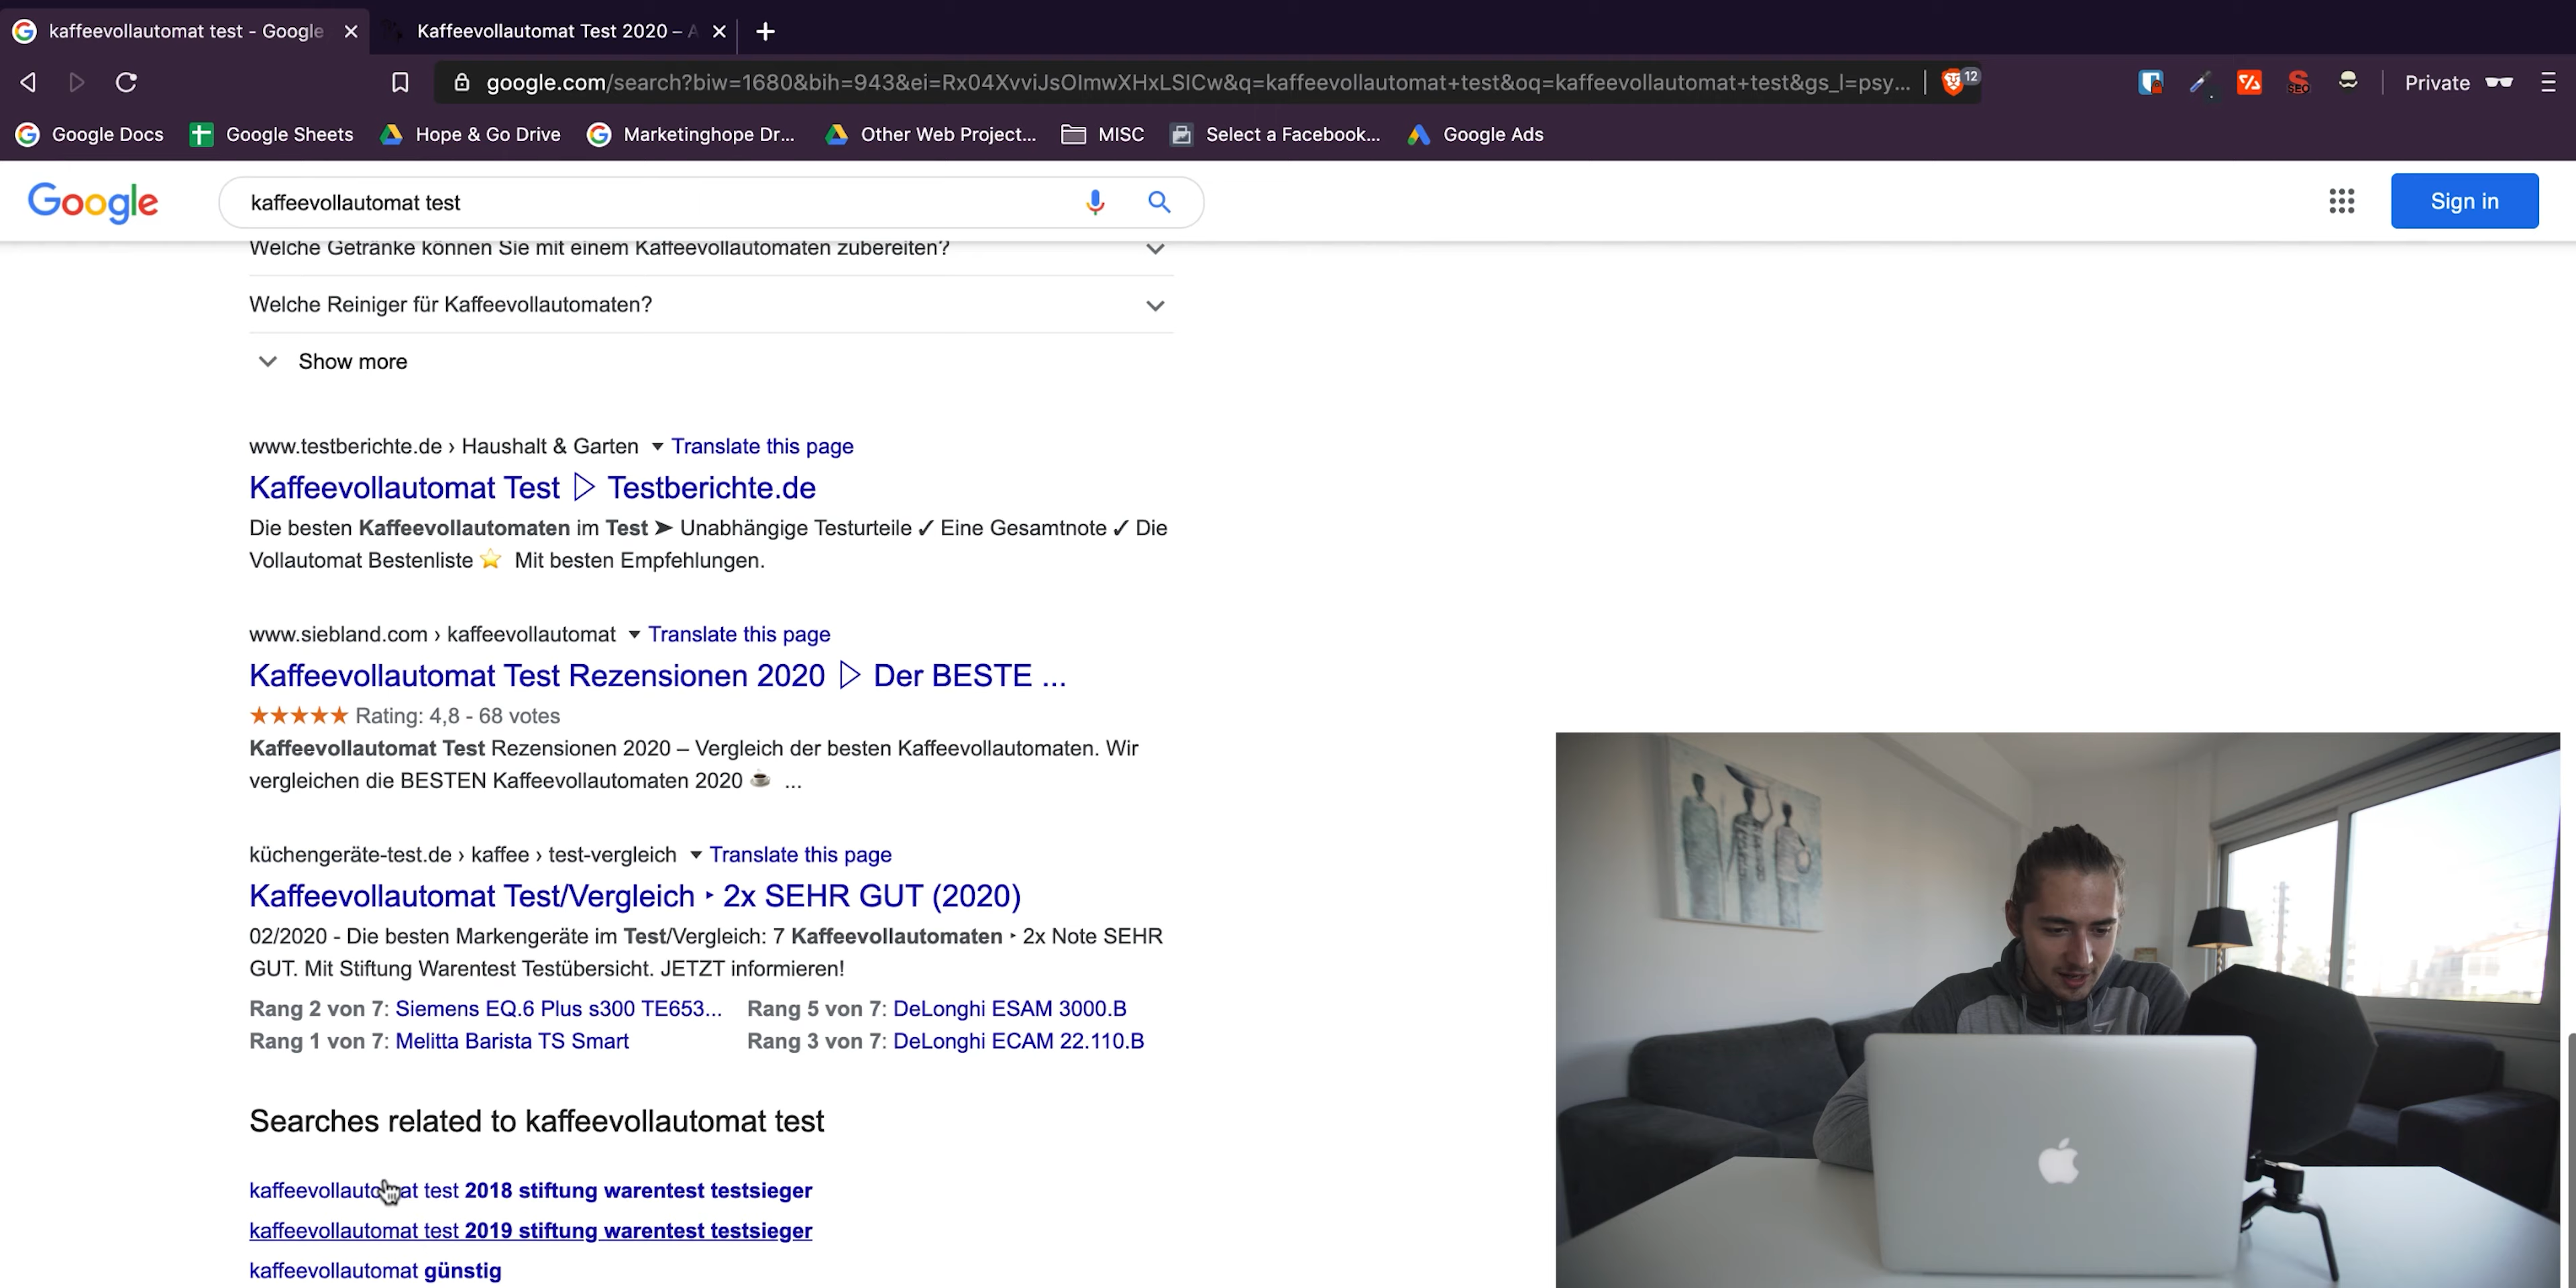 kaffeevollautomat test - Google
Kaffeevollautomat Test 2020 –
google.com/search?biw=1680&bih=943&ei=Rx04XvviJsOImwXHxLSICw&q=kaffeevollautomat+test&oq=kaffeevollautomat+test&gs_l=psy...
12
SEO
Private
Google Docs
Google Sheets
Hope & Go Drive
Marketinghope Dr...
Other Web Project...
MISC
Select a Facebook...
Google Ads
Google
kaffeevollautomat test
Sign in
Welche Getränke können Sie mit einem Kaffeevollautomaten zubereiten?
Welche Reiniger für Kaffeevollautomaten?
Show more
www.testberichte.de › Haushalt & Garten ▾ Translate this page
Kaffeevollautomat Test ▷ Testberichte.de
Die besten Kaffeevollautomaten im Test ➤ Unabhängige Testurteile ✓ Eine Gesamtnote ✓ Die
Vollautomat Bestenliste ⭐ Mit besten Empfehlungen.
www.siebland.com › kaffeevollautomat ▾ Translate this page
Kaffeevollautomat Test Rezensionen 2020 ▷ Der BESTE ...
★★★★★ Rating: 4,8 - 68 votes
Kaffeevollautomat Test Rezensionen 2020 – Vergleich der besten Kaffeevollautomaten. Wir
vergleichen die BESTEN Kaffeevollautomaten 2020 ☕ ...
küchengeräte-test.de › kaffee › test-vergleich ▾ Translate this page
Kaffeevollautomat Test/Vergleich ‣ 2x SEHR GUT (2020)
02/2020 - Die besten Markengeräte im Test/Vergleich: 7 Kaffeevollautomaten ‣ 2x Note SEHR
GUT. Mit Stiftung Warentest Testübersicht. JETZT informieren!
Rang 2 von 7: Siemens EQ.6 Plus s300 TE653... Rang 5 von 7: DeLonghi ESAM 3000.B
Rang 1 von 7: Melitta Barista TS Smart Rang 3 von 7: DeLonghi ECAM 22.110.B
Searches related to kaffeevollautomat test
kaffeevollautomat test 2018 stiftung warentest testsieger
kaffeevollautomat test 2019 stiftung warentest testsieger
kaffeevollautomat günstig